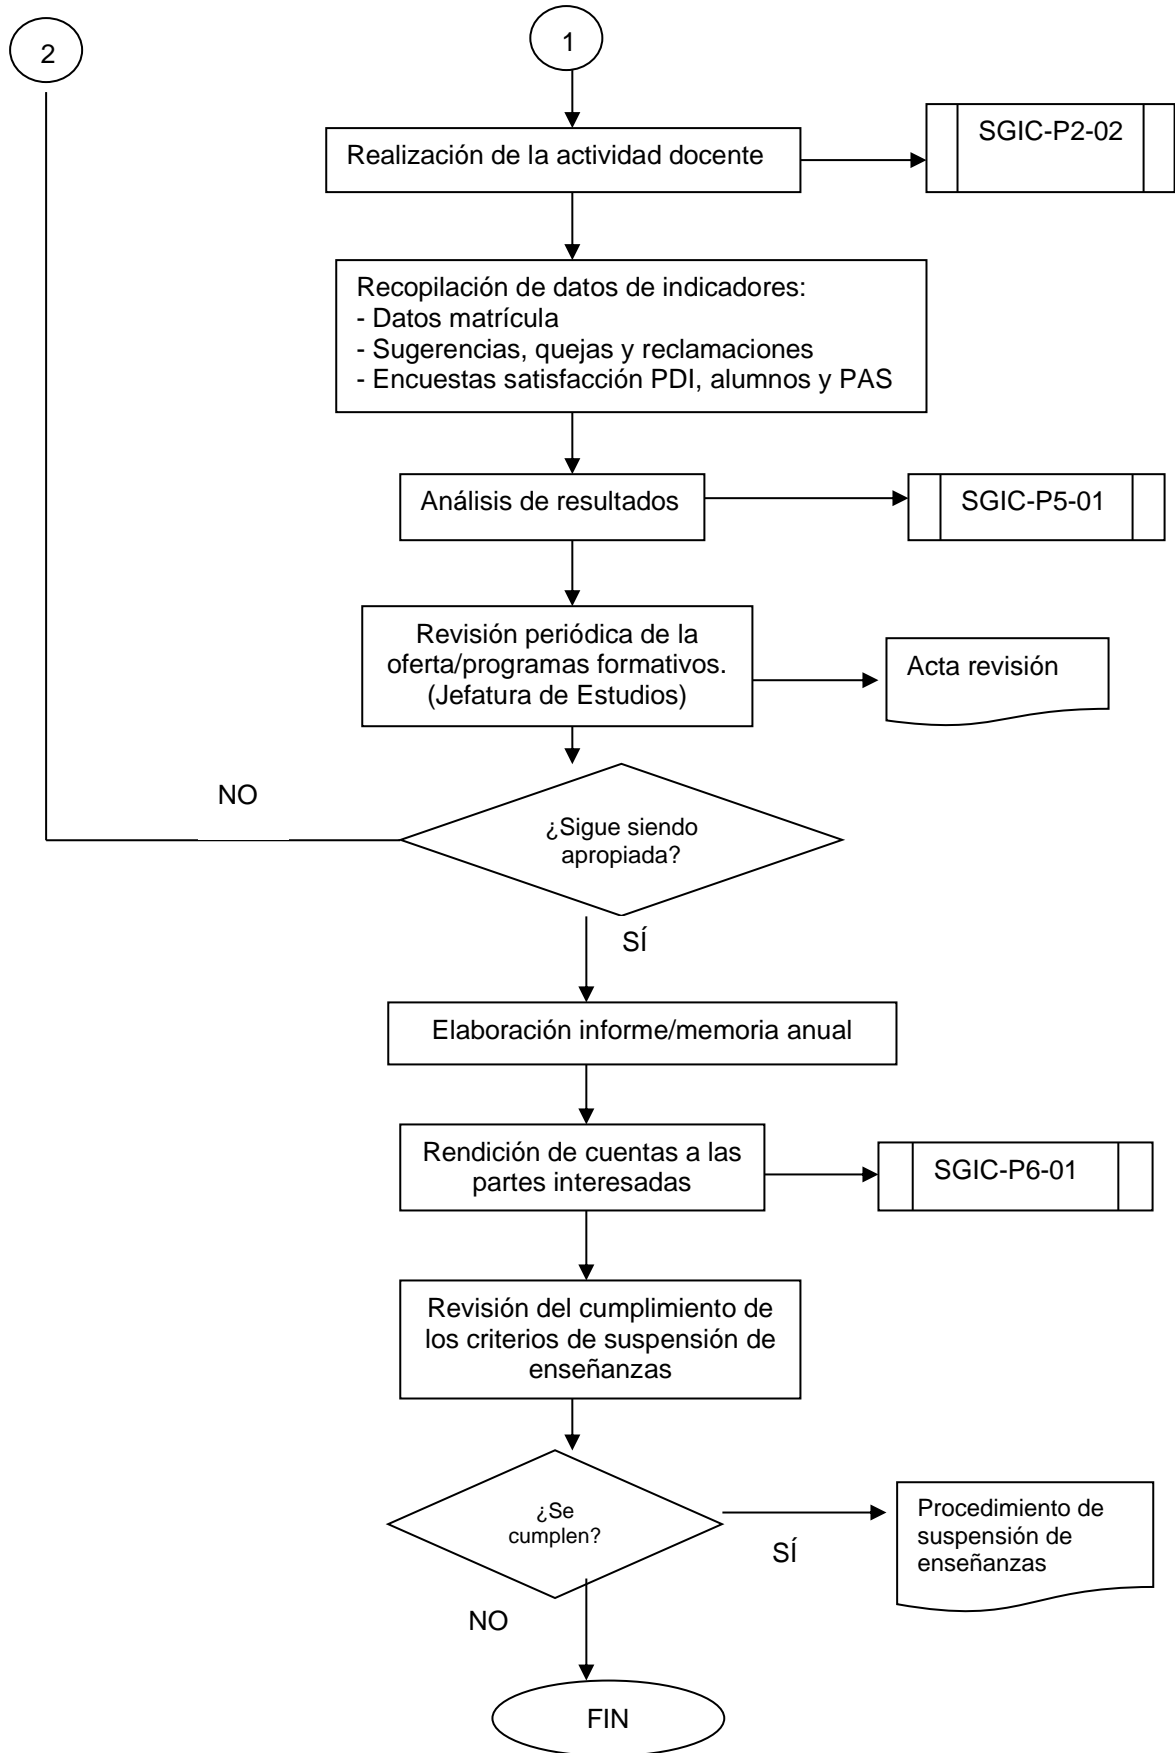 2
1
Realización de la actividad docente
SGIC-P2-02
Recopilación de datos de indicadores:
- Datos matrícula
- Sugerencias, quejas y reclamaciones
- Encuestas satisfacción PDI, alumnos y PAS
Análisis de resultados
SGIC-P5-01
Revisión periódica de la
oferta/programas formativos.
(Jefatura de Estudios)
Acta revisión
NO
¿Sigue siendo
apropiada?
SÍ
Elaboración informe/memoria anual
Rendición de cuentas a las
partes interesadas
SGIC-P6-01
Revisión del cumplimiento de
los criterios de suspensión de
enseñanzas
¿Se
cumplen?
SÍ
Procedimiento de
suspensión de
enseñanzas
NO
FIN